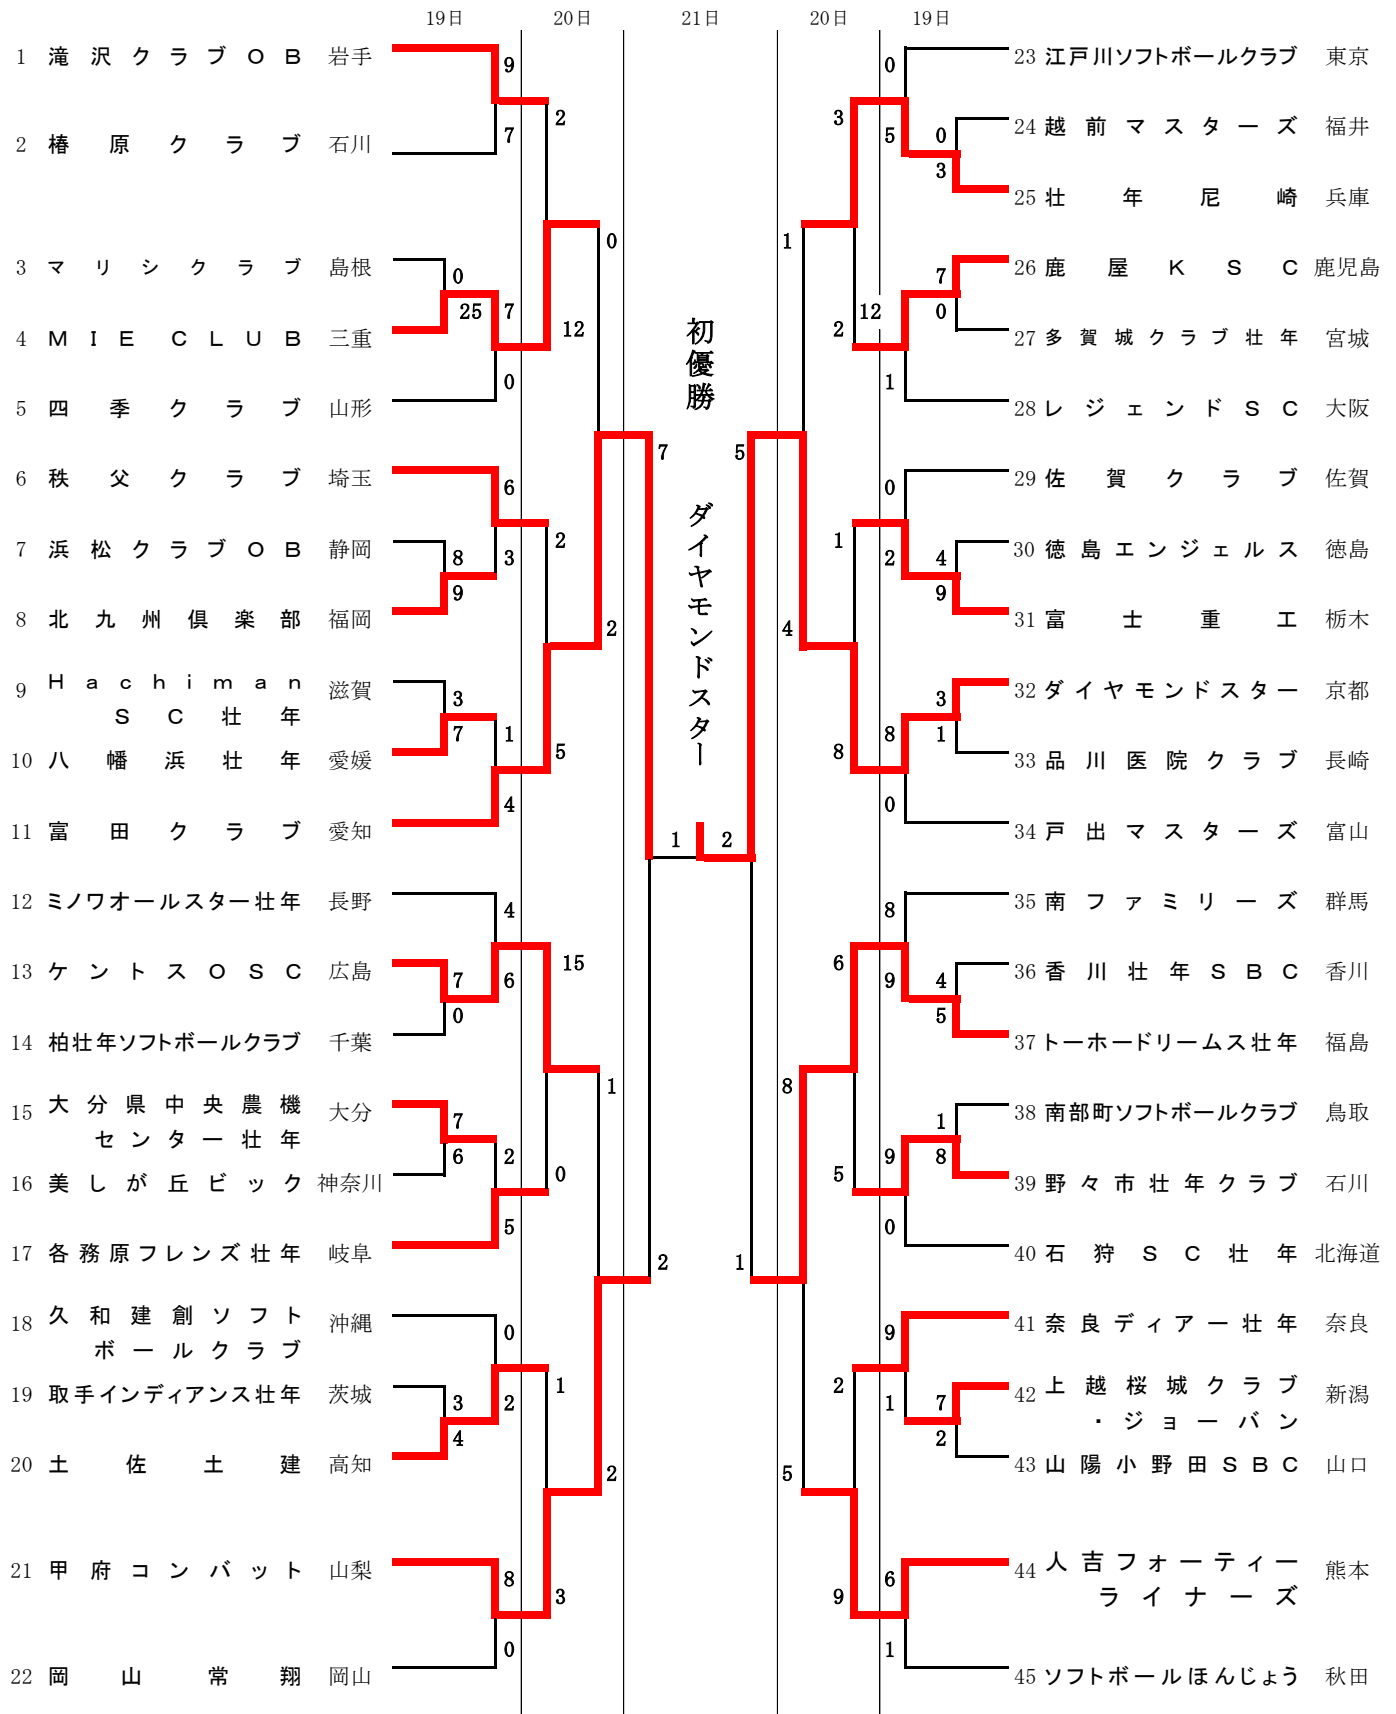 19日 20日 21日 20日 19日
1 滝沢クラブOB 岩手
2 椿原クラブ 石川
3 マリシクラブ 島根
4 MIE CLUB 三重
5 四季クラブ 山形
6 秩父クラブ 埼玉
7 浜松クラブOB 静岡
8 北九州倶楽部 福岡
9 Hachiman
SC壮年 滋賀
10 八幡浜壮年 愛媛
11 富田クラブ 愛知
12 ミノワオールスター壮年 長野
13 ケントスOSC 広島
14 柏壮年ソフトボールクラブ 千葉
15 大分県中央農機
センター壮年 大分
16 美しが丘ビック 神奈川
17 各務原フレンズ壮年 岐阜
18 久和建創ソフト
ボールクラブ 沖縄
19 取手インディアンス壮年 茨城
20 土佐土建 高知
21 甲府コンバット 山梨
22 岡山常翔 岡山
9
7
0
25
7
0
6
8
9
3
3
7
1
4
4
7
0
6
7
6
2
5
0
3
4
2
8
0
2
12
2
5
15
0
1
3
0
2
1
2
7
2
1
初優勝 ダイヤモンドスター
2
5
1
1
4
8
5
3
2
1
8
6
5
2
9
0
5
0
3
7
0
12
1
0
2
4
9
3
1
8
0
8
9
4
5
1
8
9
0
9
1
7
2
6
1
23 江戸川ソフトボールクラブ 東京
24 越前マスターズ 福井
25 壮年尼崎 兵庫
26 鹿屋KSC 鹿児島
27 多賀城クラブ壮年 宮城
28 レジェンドSC 大阪
29 佐賀クラブ 佐賀
30 徳島エンジェルス 徳島
31 富士重工 栃木
32 ダイヤモンドスター 京都
33 品川医院クラブ 長崎
34 戸出マスターズ 富山
35 南ファミリーズ 群馬
36 香川壮年SBC 香川
37 トーホードリームス壮年 福島
38 南部町ソフトボールクラブ 鳥取
39 野々市壮年クラブ 石川
40 石狩SC壮年 北海道
41 奈良ディアー壮年 奈良
42 上越桜城クラブ
・ジョーバン 新潟
43 山陽小野田SBC 山口
44 人吉フォーティー
ライナーズ 熊本
45 ソフトボールほんじょう 秋田